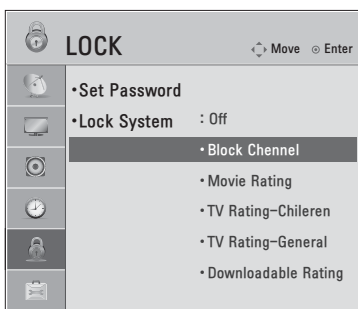 LOCK
Move Enter
•Set Password
•Lock System : Off
•Block Chennel
•Movie Rating
•TV Rating-Chileren
•TV Rating-General
•Downloadable Rating